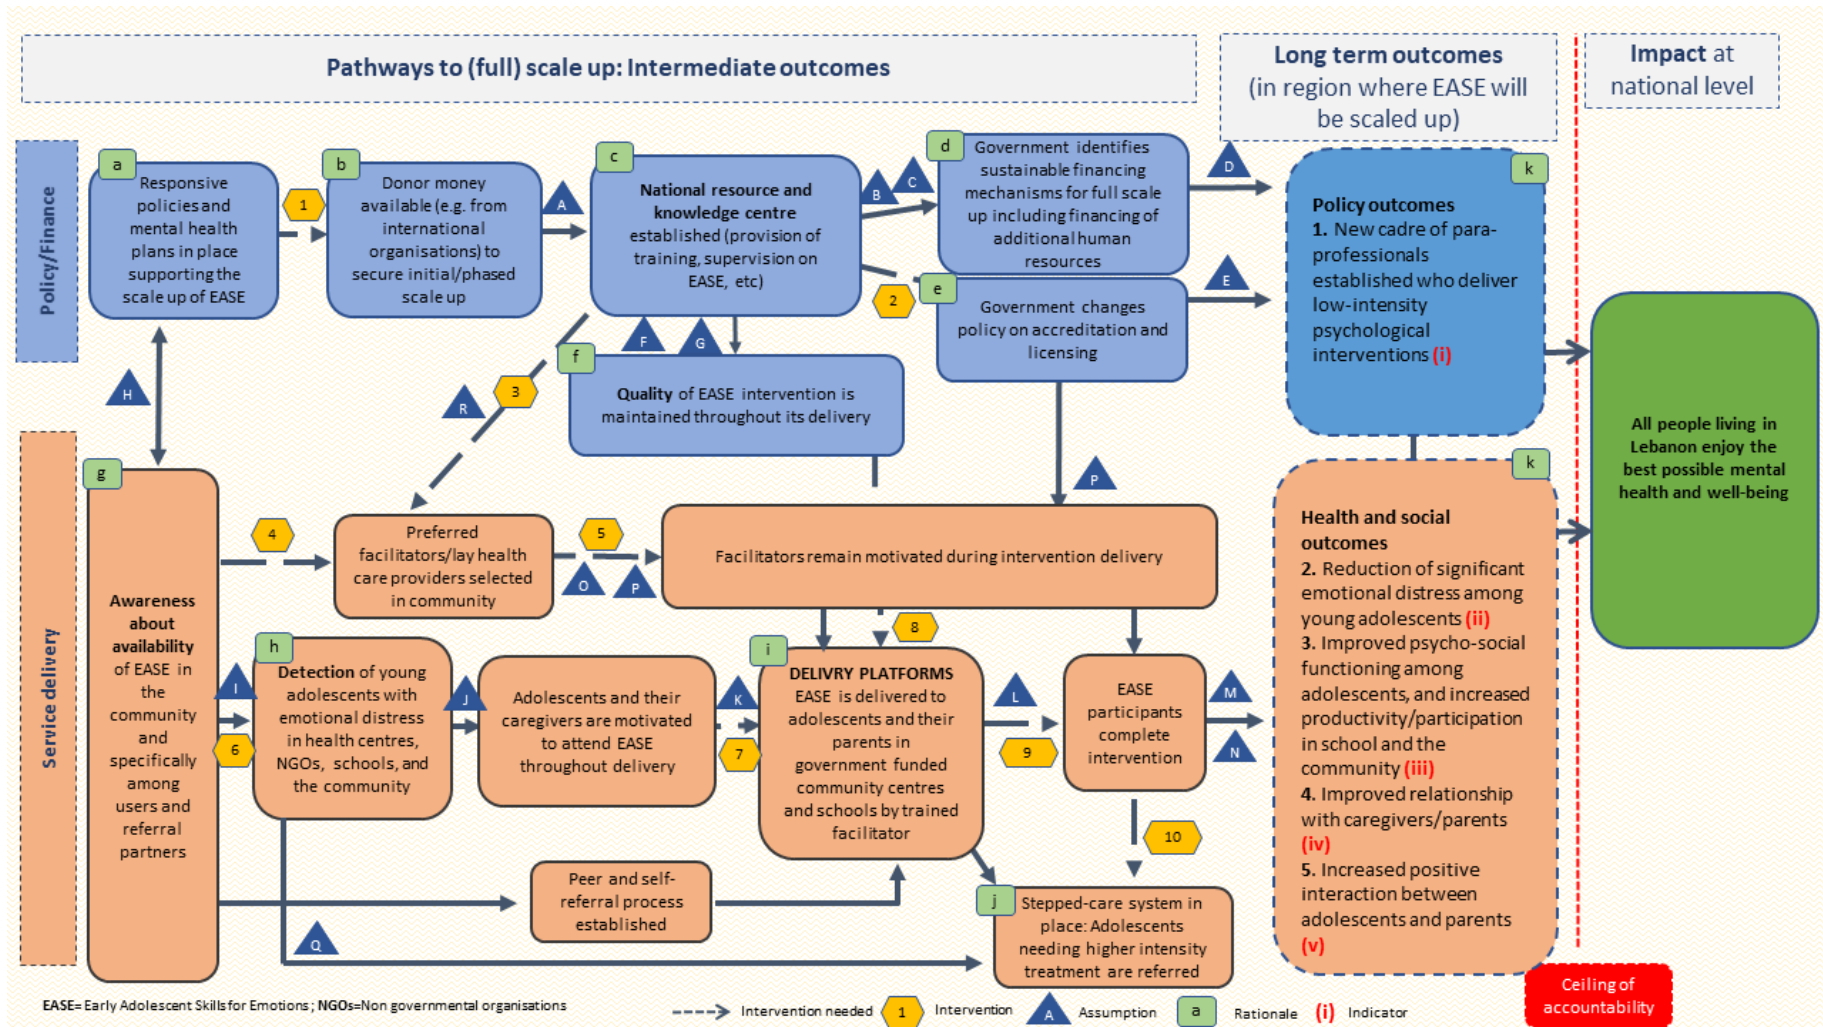 Pathways to (full) scale up: Intermediate outcomes
Long term outcomes
(in region where EASE will
be scaled up)
Impact at
national level
Policy/Finance
a
Responsive
policies and
mental health
plans in place
supporting the
scale up of EASE
1
b
Donor money
available (e.g. from
international
organisations) to
secure initial/phased
scale up
A
c
National resource and
knowledge centre
established (provision of
training, supervision on
EASE, etc)
B
C
d
Government identifies
sustainable financing
mechanisms for full scale
up including financing of
additional human
resources
D
2
e
Government changes
policy on accreditation and
licensing
E
k
Policy outcomes
1. New cadre of para-
professionals
established who deliver
low-intensity
psychological
interventions (i)
H
R
3
F
G
f
Quality of EASE intervention is
maintained throughout its delivery
P
All people living in
Lebanon enjoy the
best possible mental
health and well-being
Service delivery
g
Awareness
about
availability
of EASE in
the
community
and
specifically
among
users and
referral
partners
4
Preferred
facilitators/lay health
care providers selected
in community
5
O
P
Facilitators remain motivated during intervention delivery
8
I
6
h
Detection of young
adolescents with
emotional distress
in health centres,
NGOs, schools, and
the community
J
Adolescents and their
caregivers are motivated
to attend EASE
throughout delivery
K
7
i
DELIVRY PLATFORMS
EASE is delivered to
adolescents and their
parents in
government funded
community centres
and schools by trained
facilitator
L
9
EASE
participants
complete
intervention
M
N
10
Peer and self-
referral process
established
Q
j
Stepped-care system in
place: Adolescents
needing higher intensity
treatment are referred
k
Health and social
outcomes
2. Reduction of significant
emotional distress among
young adolescents (ii)
3. Improved psycho-social
functioning among
adolescents, and increased
productivity/participation
in school and the
community (iii)
4. Improved relationship
with caregivers/parents
(iv)
5. Increased positive
interaction between
adolescents and parents
(v)
Ceiling of
accountability
EASE= Early Adolescent Skills for Emotions; NGOs=Non governmental organisations
Intervention needed
1
Intervention
A
Assumption
a
Rationale
(i)
Indicator